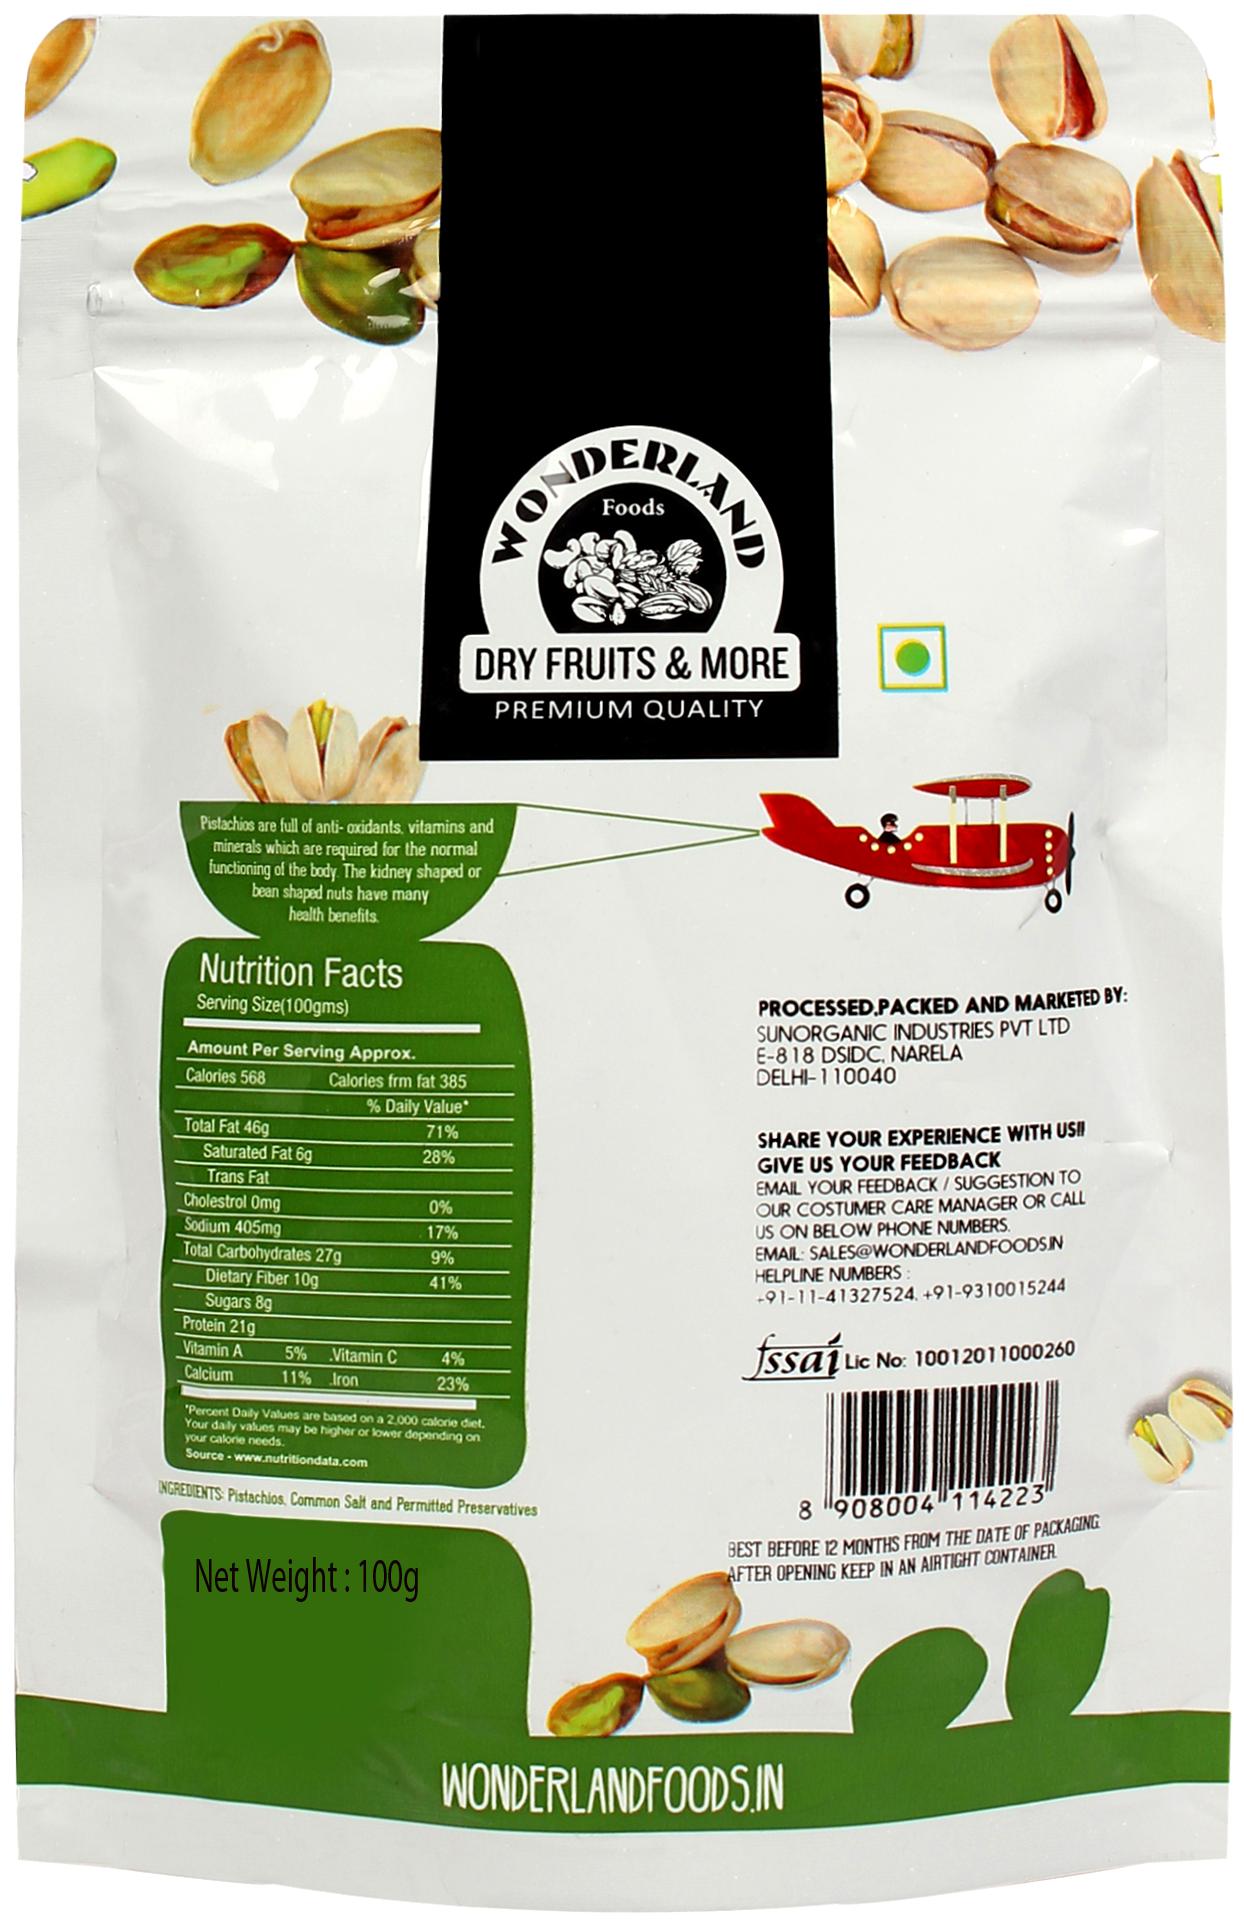 WONDERLAND
Foods
DRY FRUITS & MORE
PREMIUM QUALITY
Pistachios are full of anti- oxidants, vitamins and
minerals which are required for the normal
functioning of the body. The kidney shaped or
bean shaped nuts have many
health benefits.
Nutrition Facts
Serving Size(100gms)
Amount Per Serving Approx.
Calories 568 Calories frm fat 385
% Daily Value*
Total Fat 46g 71%
Saturated Fat 6g 28%
Trans Fat
Cholestrol 0mg 0%
Sodium 405mg 17%
Total Carbohydrates 27g 9%
Dietary Fiber 10g 41%
Sugars 8g
Protein 21g
Vitamin A 5% .Vitamin C 4%
Calcium 11% .Iron 23%
*Percent Daily Values are based on a 2,000 calorie diet.
Your daily values may be higher or lower depending on
your calorie needs.
Source - www.nutritiondata.com
INGREDIENTS: Pistachios, Common Salt and Permitted Preservatives
Net Weight : 100g
PROCESSED,PACKED AND MARKETED BY:
SUNORGANIC INDUSTRIES PVT LTD
E-818 DSIDC, NARELA
DELHI-110040
SHARE YOUR EXPERIENCE WITH US!!
GIVE US YOUR FEEDBACK
EMAIL YOUR FEEDBACK / SUGGESTION TO
OUR COSTUMER CARE MANAGER OR CALL
US ON BELOW PHONE NUMBERS.
EMAIL: SALES@WONDERLANDFOODS.IN
HELPLINE NUMBERS :
+91-11-41327524, +91-9310015244
fssai Lic No: 10012011000260
8 908004 114223
BEST BEFORE 12 MONTHS FROM THE DATE OF PACKAGING.
AFTER OPENING KEEP IN AN AIRTIGHT CONTAINER.
WONDERLANDFOODS.IN